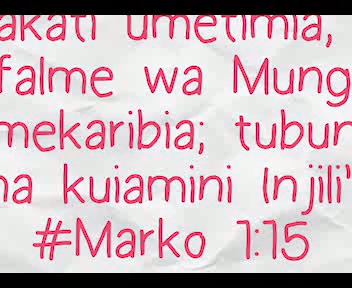 akati umetimia,
falme wa Mung
mekaribia; tubun
na kuiamini Injili"
#Marko 1:15